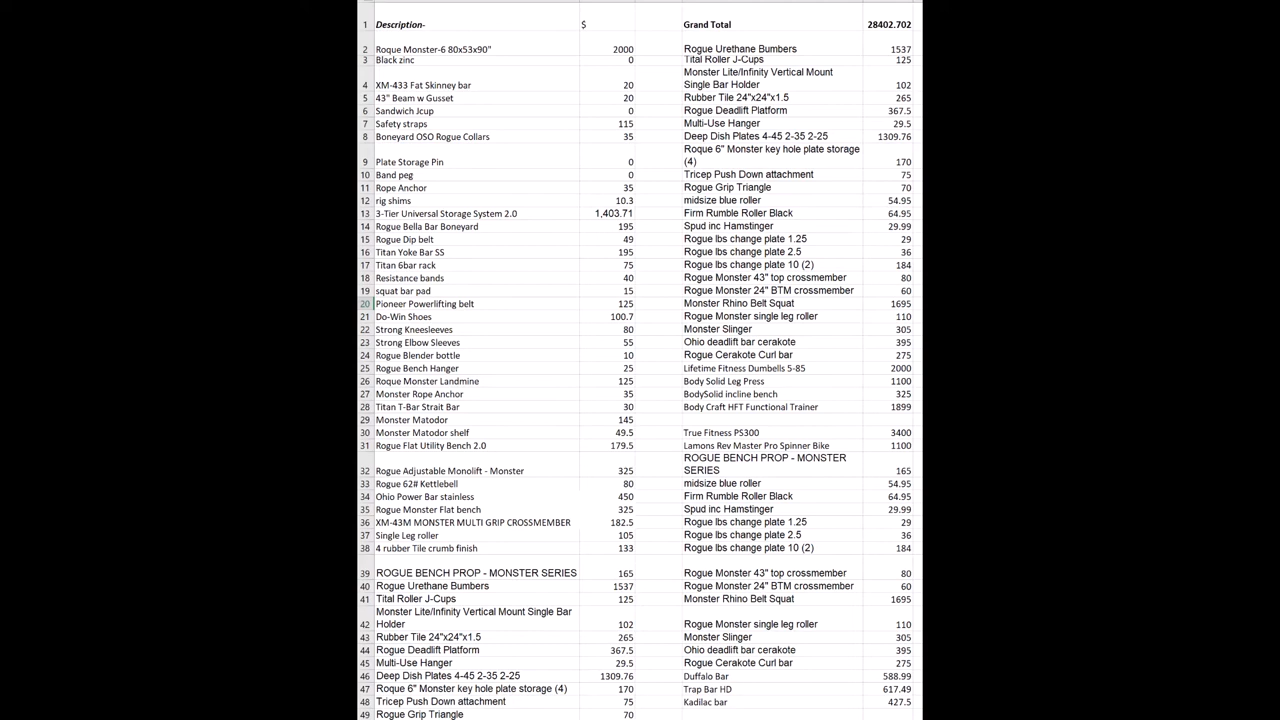 1 Description- $ Grand Total 28402.702
2 Roque Monster-6 80x53x90" 2000 Rogue Urethane Bumbers 1537
3 Black zinc 0 Tital Roller J-Cups 125
Monster Lite/Infinity Vertical Mount
4 XM-433 Fat Skinney bar 20 Single Bar Holder 102
5 43" Beam w Gusset 20 Rubber Tile 24"x24"x1.5 265
6 Sandwich Jcup 0 Rogue Deadlift Platform 367.5
7 Safety straps 115 Multi-Use Hanger 29.5
8 Boneyard OSO Rogue Collars 35 Deep Dish Plates 4-45 2-35 2-25 1309.76
Roque 6" Monster key hole plate storage
9 Plate Storage Pin 0 (4) 170
10 Band peg 0 Tricep Push Down attachment 75
11 Rope Anchor 35 Rogue Grip Triangle 70
12 rig shims 10.3 midsize blue roller 54.95
13 3-Tier Universal Storage System 2.0 1,403.71 Firm Rumble Roller Black 64.95
14 Rogue Bella Bar Boneyard 195 Spud inc Hamstinger 29.99
15 Rogue Dip belt 49 Rogue lbs change plate 1.25 29
16 Titan Yoke Bar SS 195 Rogue lbs change plate 2.5 36
17 Titan 6bar rack 75 Rogue lbs change plate 10 (2) 184
18 Resistance bands 40 Rogue Monster 43" top crossmember 80
19 squat bar pad 15 Rogue Monster 24" BTM crossmember 60
20 Pioneer Powerlifting belt 125 Monster Rhino Belt Squat 1695
21 Do-Win Shoes 100.7 Rogue Monster single leg roller 110
22 Strong Kneesleeves 80 Monster Slinger 305
23 Strong Elbow Sleeves 55 Ohio deadlift bar cerakote 395
24 Rogue Blender bottle 10 Rogue Cerakote Curl bar 275
25 Rogue Bench Hanger 25 Lifetime Fitness Dumbells 5-85 2000
26 Roque Monster Landmine 125 Body Solid Leg Press 1100
27 Monster Rope Anchor 35 BodySolid incline bench 325
28 Titan T-Bar Strait Bar 30 Body Craft HFT Functional Trainer 1899
29 Monster Matodor 145
30 Monster Matodor shelf 49.5 True Fitness PS300 3400
31 Rogue Flat Utility Bench 2.0 179.5 Lamons Rev Master Pro Spinner Bike 1100
ROGUE BENCH PROP - MONSTER
32 Rogue Adjustable Monolift - Monster 325 SERIES 165
33 Rogue 62# Kettlebell 80 midsize blue roller 54.95
34 Ohio Power Bar stainless 450 Firm Rumble Roller Black 64.95
35 Rogue Monster Flat bench 325 Spud inc Hamstinger 29.99
36 XM-43M MONSTER MULTI GRIP CROSSMEMBER 182.5 Rogue lbs change plate 1.25 29
37 Single Leg roller 105 Rogue lbs change plate 2.5 36
38 4 rubber Tile crumb finish 133 Rogue lbs change plate 10 (2) 184
39 ROGUE BENCH PROP - MONSTER SERIES 165 Rogue Monster 43" top crossmember 80
40 Rogue Urethane Bumbers 1537 Rogue Monster 24" BTM crossmember 60
41 Tital Roller J-Cups 125 Monster Rhino Belt Squat 1695
Monster Lite/Infinity Vertical Mount Single Bar
42 Holder 102 Rogue Monster single leg roller 110
43 Rubber Tile 24"x24"x1.5 265 Monster Slinger 305
44 Rogue Deadlift Platform 367.5 Ohio deadlift bar cerakote 395
45 Multi-Use Hanger 29.5 Rogue Cerakote Curl bar 275
46 Deep Dish Plates 4-45 2-35 2-25 1309.76 Duffalo Bar 588.99
47 Roque 6" Monster key hole plate storage (4) 170 Trap Bar HD 617.49
48 Tricep Push Down attachment 75 Kadilac bar 427.5
49 Rogue Grip Triangle 70